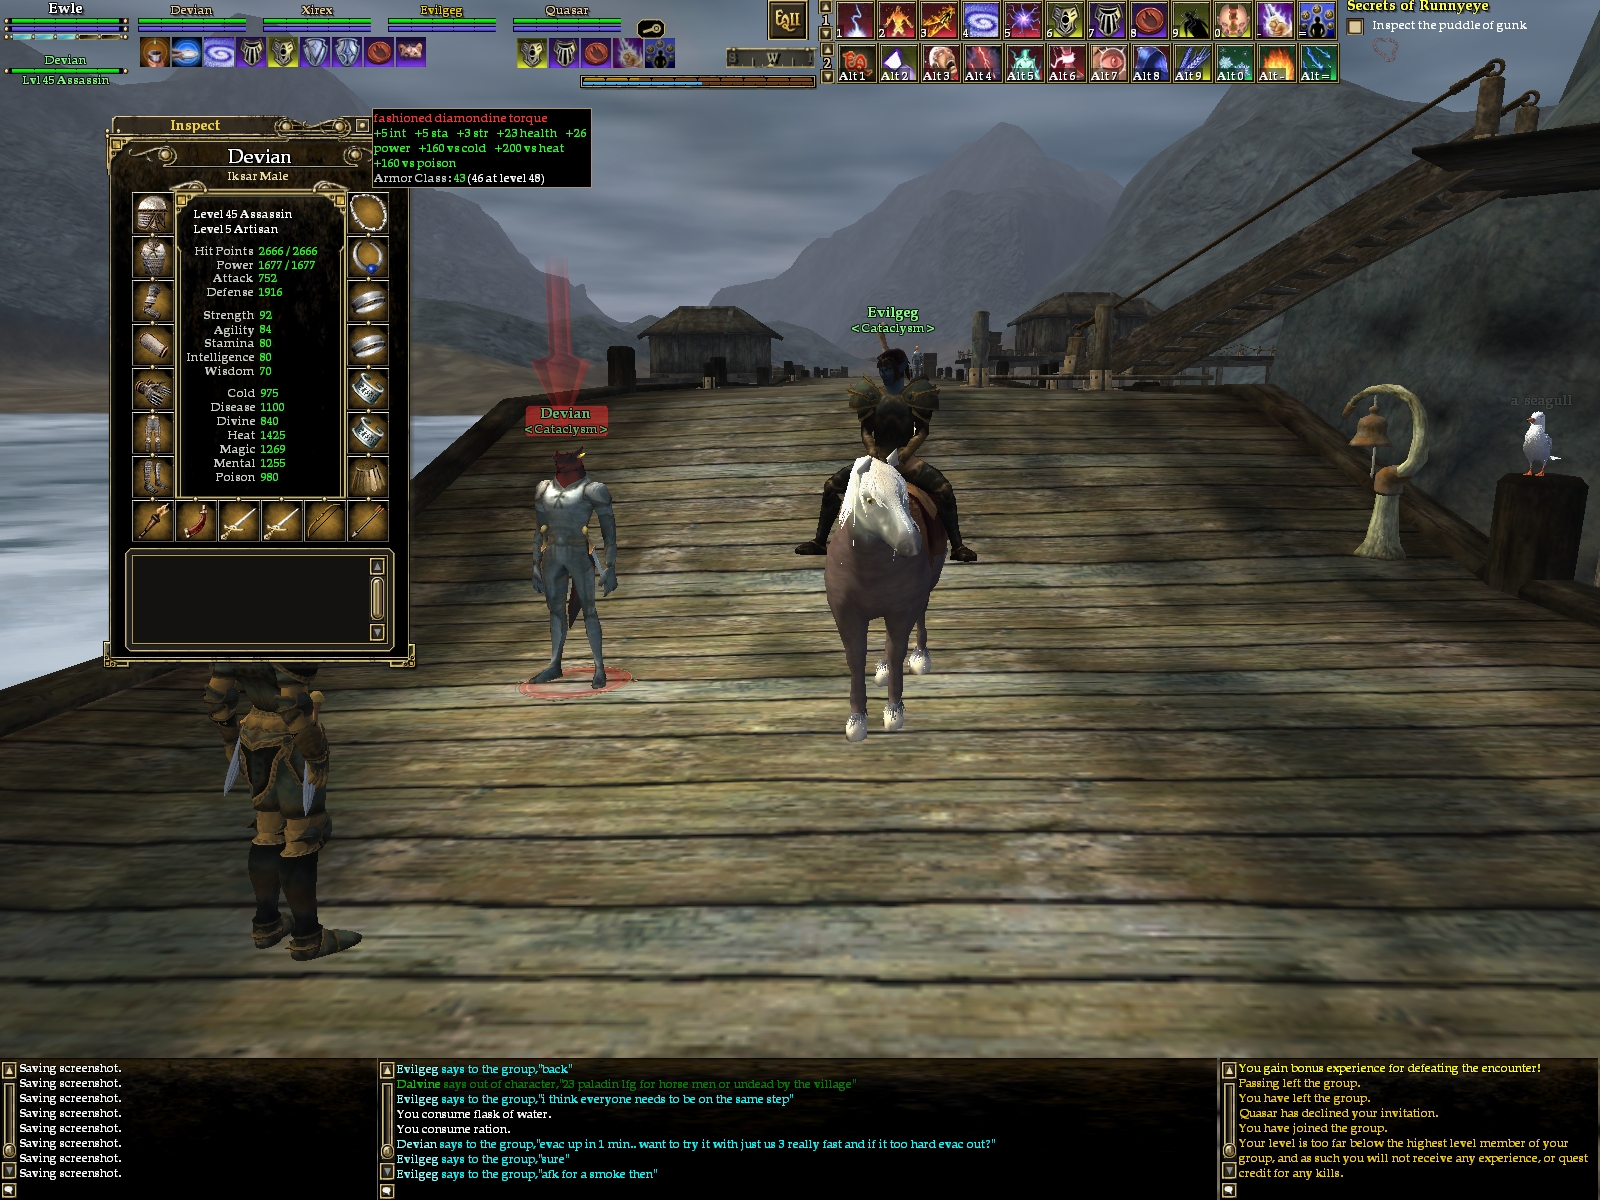 Ewle
Devian
Xirex
Evilgeg
Quasar
Devian
Lvl 45 Assassin
EQII
S W
1
1 2 3 4 5 6 7 8 9 0 - =
2
Alt1 Alt2 Alt3 Alt4 Alt5 Alt6 Alt7 Alt8 Alt9 Alt0 Alt- Alt=
Secrets of Runnyeye
Inspect the puddle of gunk
Inspect
Devian
Iksar Male
fashioned diamondine torque
+5 int +5 sta +3 str +23 health +26
power +160 vs cold +200 vs heat
+160 vs poison
Armor Class: 43 (46 at level 48)
Level 45 Assassin
Level 5 Artisan
Hit Points 2666 / 2666
Power 1677 / 1677
Attack 752
Defense 1916
Strength 92
Agility 84
Stamina 80
Intelligence 80
Wisdom 70
Cold 975
Disease 1100
Divine 840
Heat 1425
Magic 1269
Mental 1255
Poison 980
Evilgeg
<Cataclysm>
Devian
<Cataclysm>
a seagull
Saving screenshot.
Saving screenshot.
Saving screenshot.
Saving screenshot.
Saving screenshot.
Saving screenshot.
Saving screenshot.
Saving screenshot.
Evilgeg says to the group,"back"
Dalvine says out of character,"23 paladin lfg for horse men or undead by the village"
Evilgeg says to the group,"i think everyone needs to be on the same step"
You consume flask of water.
You consume ration.
Devian says to the group,"evac up in 1 min.. want to try it with just us 3 really fast and if it too hard evac out?"
Evilgeg says to the group,"sure"
Evilgeg says to the group,"afk for a smoke then"
You gain bonus experience for defeating the encounter!
Passing left the group.
You have left the group.
Quasar has declined your invitation.
You have joined the group.
Your level is too far below the highest level member of your
group, and as such you will not receive any experience, or quest
credit for any kills.